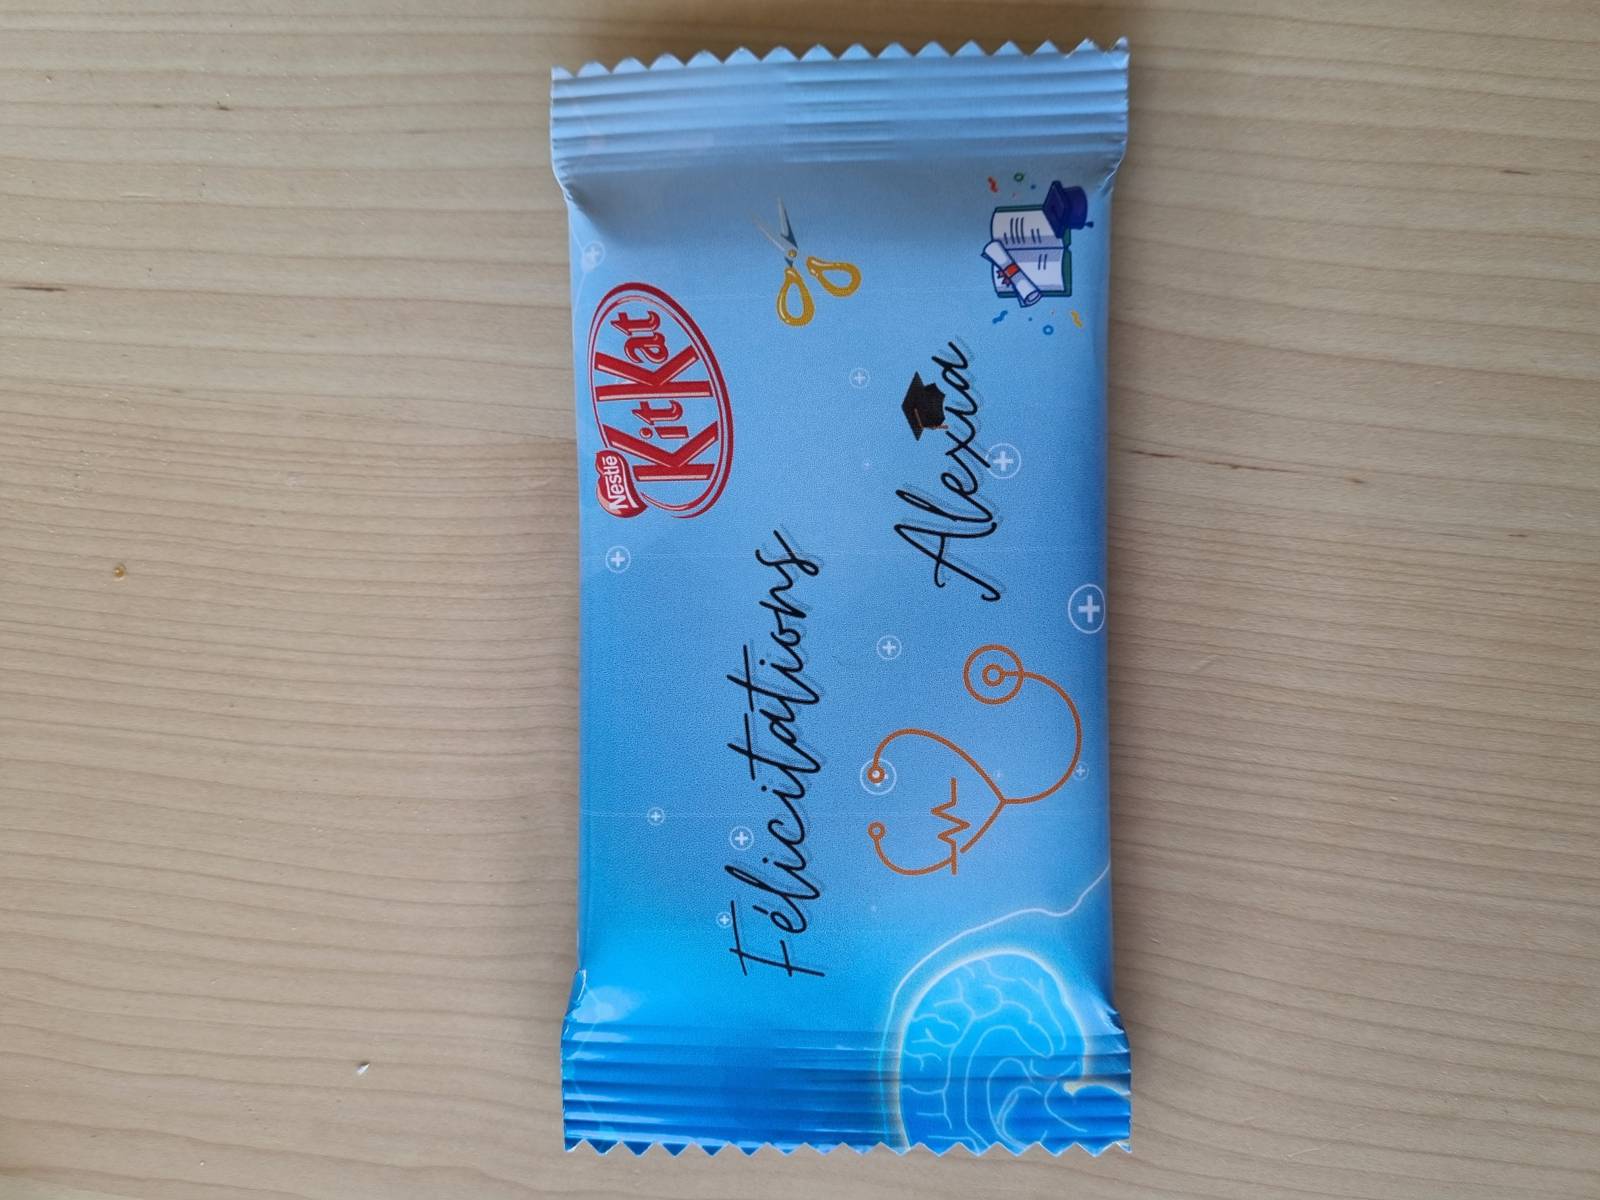 Nestlé
KitKat
Félicitations
Alexia